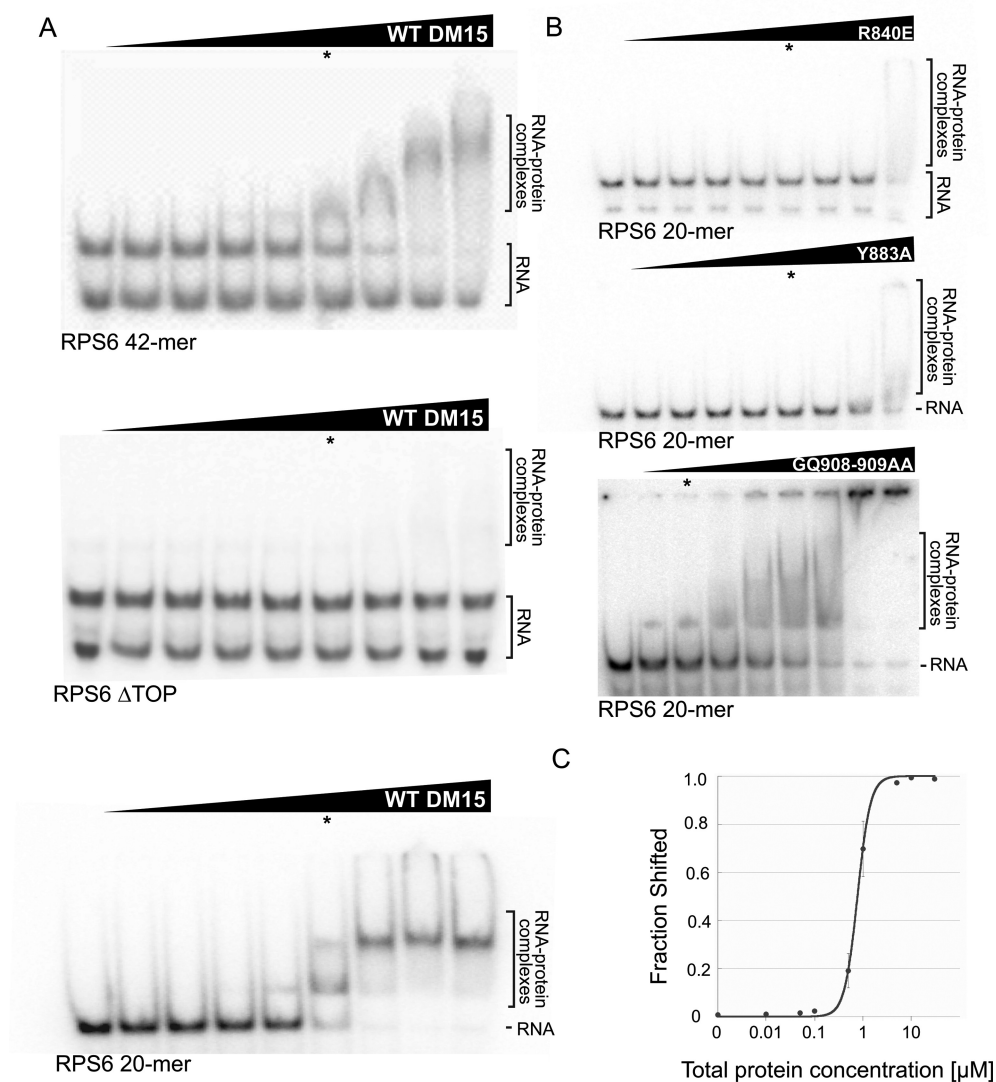 A
WT DM15
*
RNA-protein
complexes
RNA
RPS6 42-mer
WT DM15
*
RNA-protein
complexes
RNA
RPS6 ΔTOP
WT DM15
*
RNA-protein
complexes
- RNA
RPS6 20-mer
B
R840E
*
RNA-protein
complexes
RNA
RPS6 20-mer
Y883A
*
RNA-protein
complexes
-RNA
RPS6 20-mer
GQ908-909AA
*
RNA-protein
complexes
-RNA
RPS6 20-mer
C
Fraction Shifted
1.0
0.8
0.6
0.4
0.2
0
0 0.01 0.1 1 10
Total protein concentration [µM]